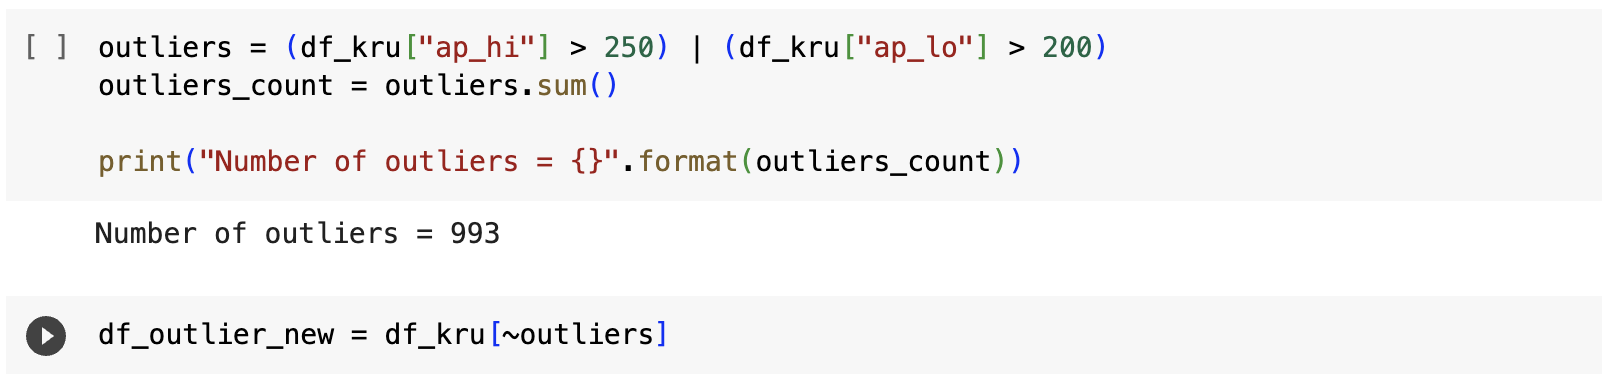 [ ] outliers = (df_kru["ap_hi"] > 250) | (df_kru["ap_lo"] > 200)
outliers_count = outliers.sum()
print("Number of outliers = {}".format(outliers_count))
Number of outliers = 993
df_outlier_new = df_kru[~outliers]